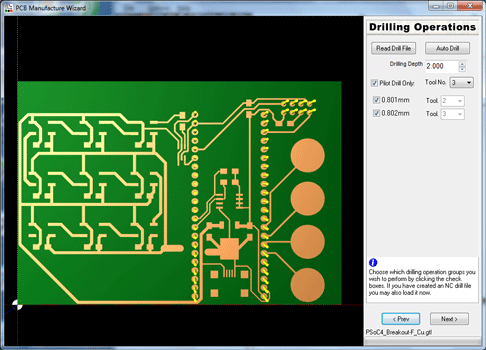 PCB Manufacture Wizard
Drilling Operations
Read Drill File
Auto Drill
Drilling Depth 2.000
Pilot Drill Only: Tool No. 3
0.801mm Tool. 2
0.802mm Tool. 3
Choose which drilling operation groups you
wish to perform by clicking the check
boxes. If you have created an NC drill file
you may also load it now.
< Prev
Next >
PSoC4_Breakout-F_Cu.gtl